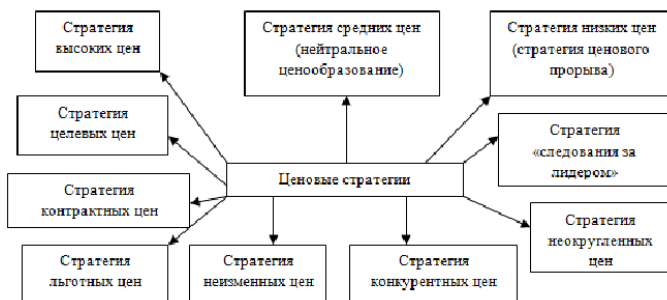 Стратегия
высоких цен
Стратегия средних цен
(нейтральное
ценообразование)
Стратегия низких цен
(стратегия ценового
прорыва)
Стратегия
целевых цен
Стратегия
«следования за
лидером»
Ценовые стратегии
Стратегия
контрактных цен
Стратегия
неокругленных
цен
Стратегия
льготных цен
Стратегия
неизменных цен
Стратегия
конкурентных цен